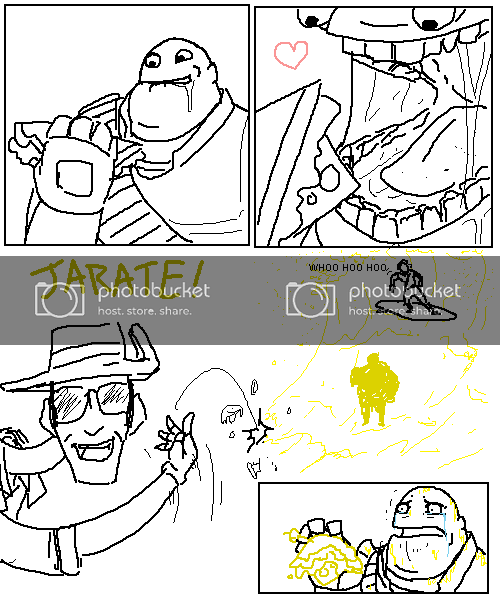 JARATE!
WHOO HOO HOO
photobucket
host. store. share.
photobucket
host. store. share.